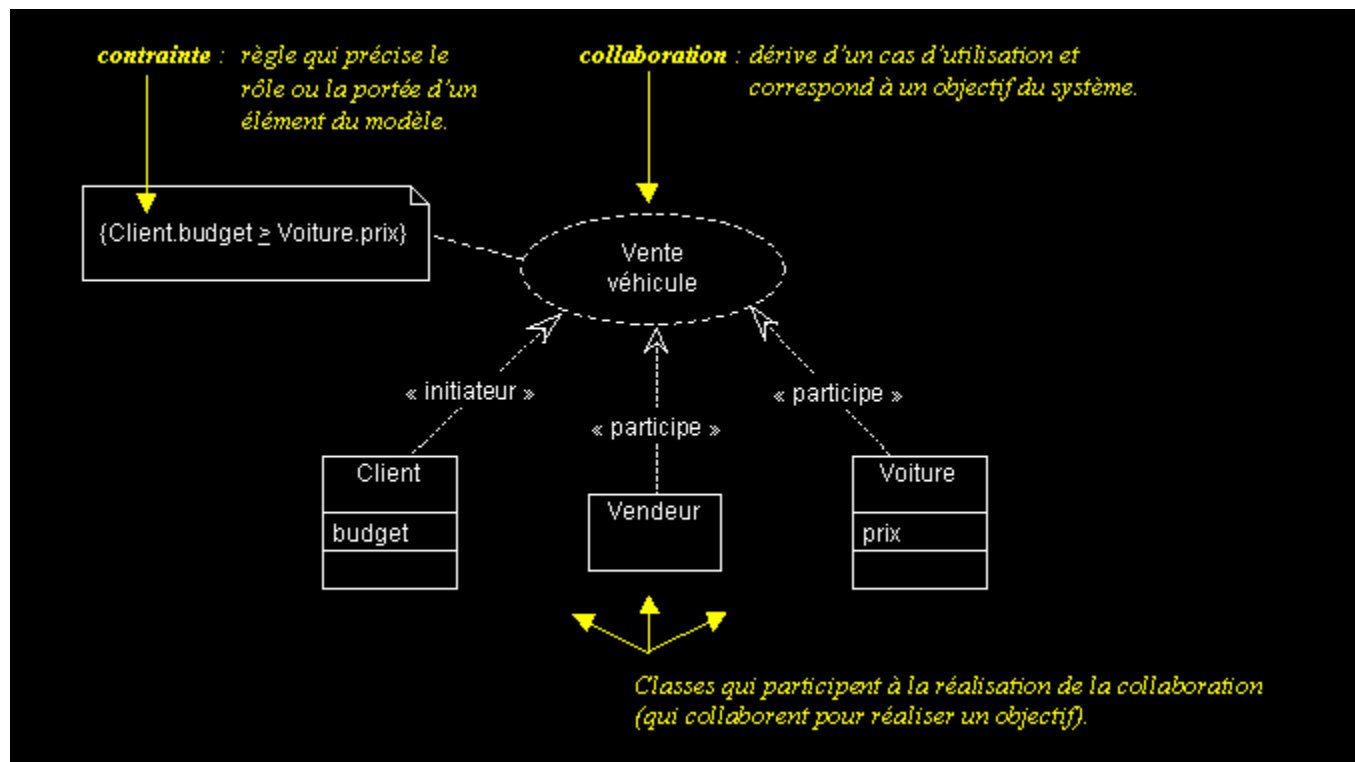 contrainte : règle qui précise le
rôle ou la portée d'un
élément du modèle.
collaboration : dérive d'un cas d'utilisation et
correspond à un objectif du système.
{Client.budget ≥ Voiture.prix}
Vente
véhicule
« initiateur »
« participe »
« participe »
Client
budget
Vendeur
Voiture
prix
Classes qui participent à la réalisation de la collaboration
(qui collaborent pour réaliser un objectif).